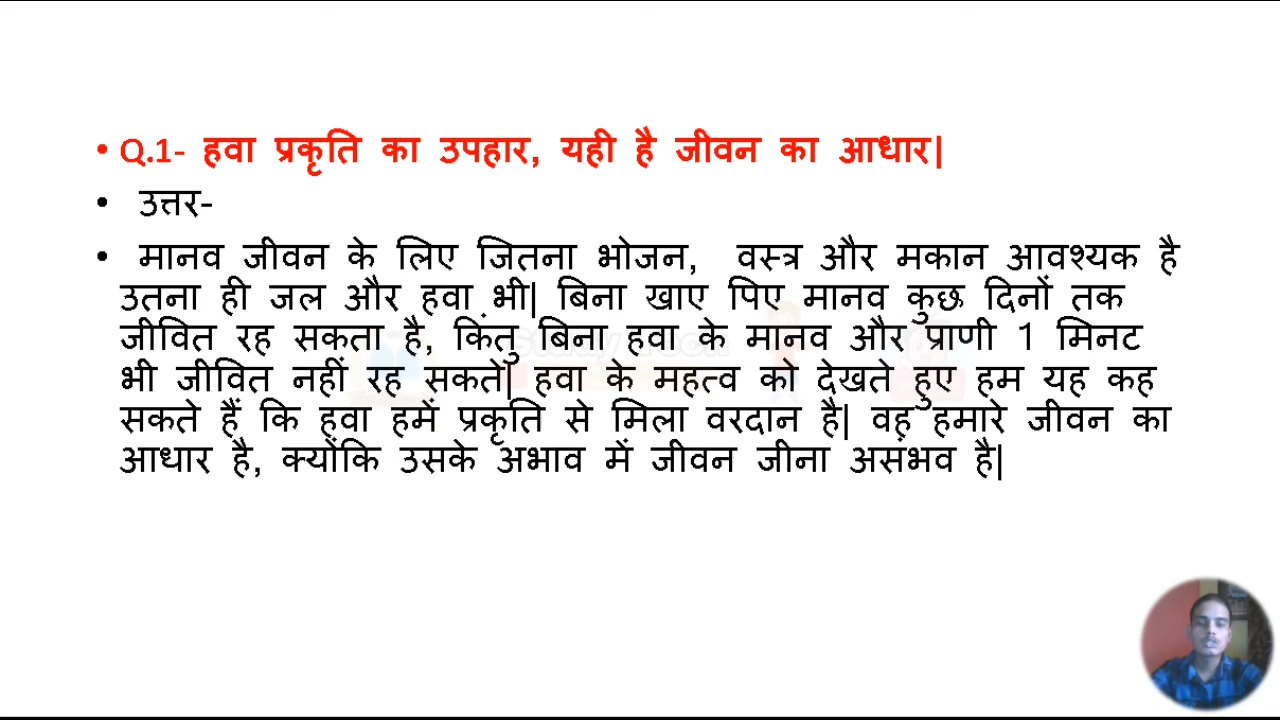 • Q.1- हवा प्रकृति का उपहार, यही है जीवन का आधार|
• उत्तर-
• मानव जीवन के लिए जितना भोजन, वस्त्र और मकान आवश्यक है
उतना ही जल और हवा भी| बिना खाए पिए मानव कुछ दिनों तक
जीवित रह सकता है, किंतु बिना हवा के मानव और प्राणी 1 मिनट
भी जीवित नहीं रह सकते| हवा के महत्व को देखते हुए हम यह कह
सकते हैं कि हवा हमें प्रकृति से मिला वरदान है| वह हमारे जीवन का
आधार है, क्योंकि उसके अभाव में जीवन जीना असंभव है|